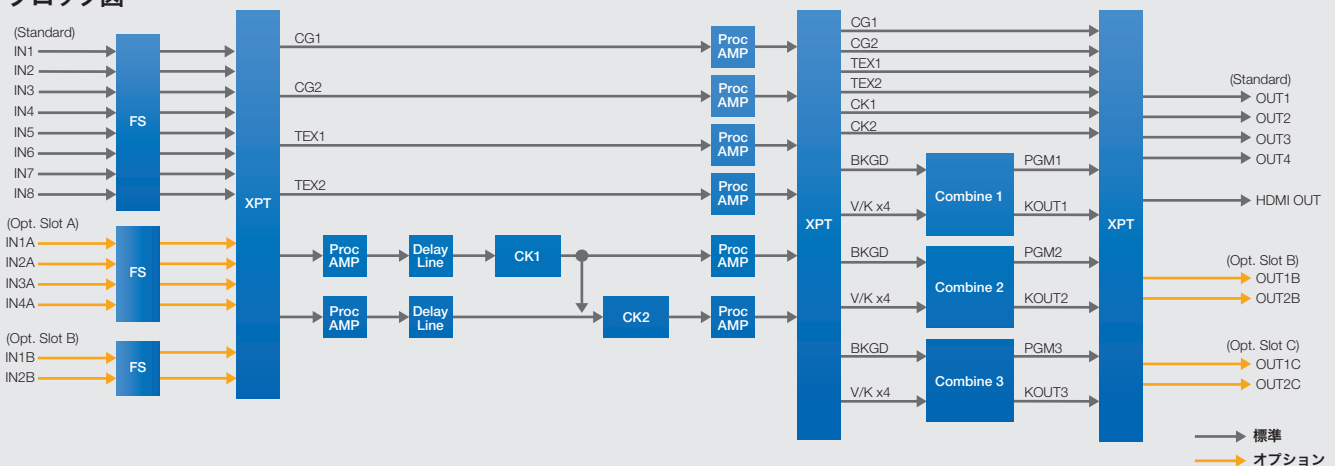 ブロック図
(Standard)
IN1
IN2
IN3
IN4
IN5
IN6
IN7
IN8
FS
(Opt. Slot A)
IN1A
IN2A
IN3A
IN4A
FS
(Opt. Slot B)
IN1B
IN2B
FS
XPT
CG1
Proc
AMP
CG2
Proc
AMP
TEX1
Proc
AMP
TEX2
Proc
AMP
Proc
AMP
Delay
Line
CK1
Proc
AMP
Proc
AMP
Delay
Line
CK2
Proc
AMP
XPT
CG1
CG2
TEX1
TEX2
CK1
CK2
BKGD
V/K x4
Combine 1
PGM1
KOUT1
BKGD
V/K x4
Combine 2
PGM2
KOUT2
BKGD
V/K x4
Combine 3
PGM3
KOUT3
XPT
(Standard)
OUT1
OUT2
OUT3
OUT4
HDMI OUT
(Opt. Slot B)
OUT1B
OUT2B
(Opt. Slot C)
OUT1C
OUT2C
標準
オプション